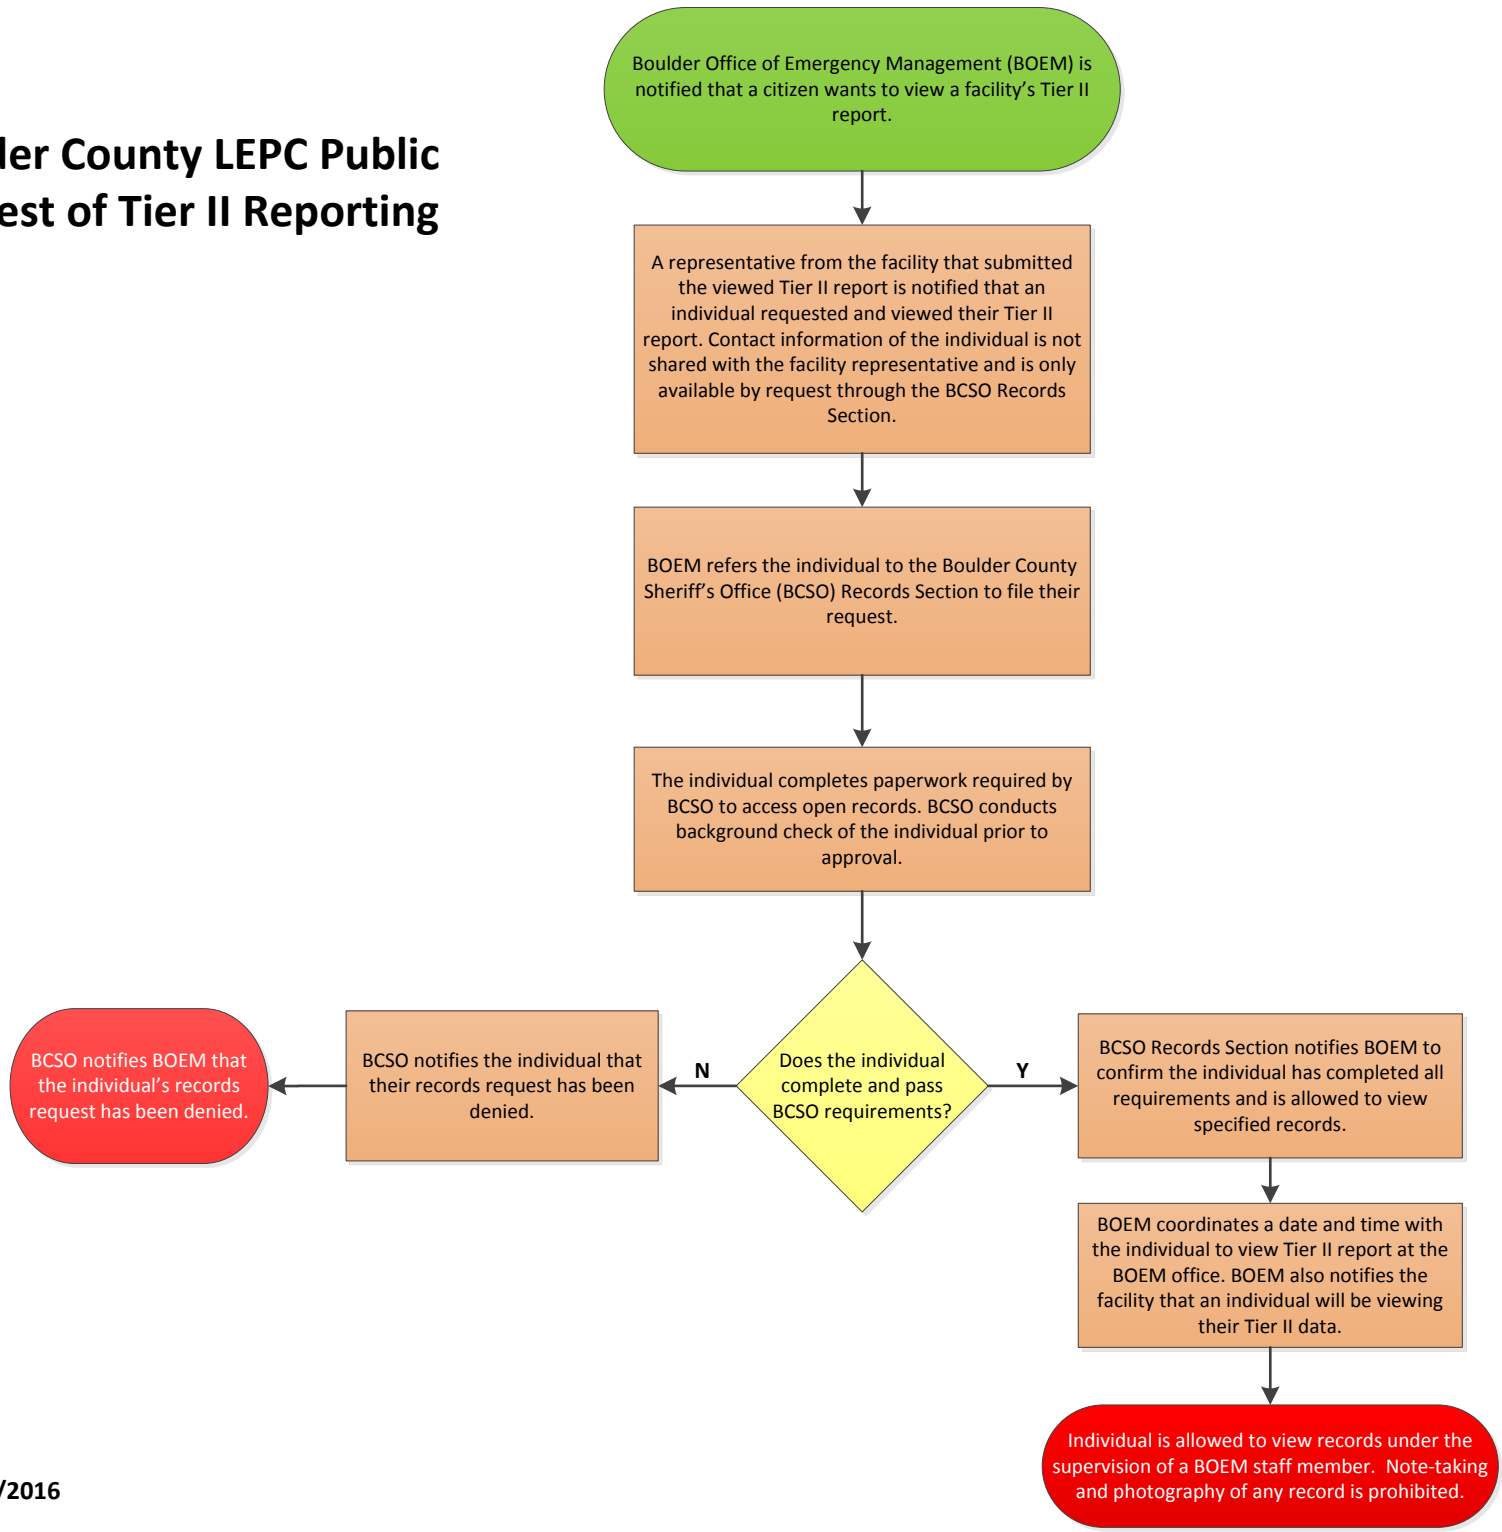 Boulder Office of Emergency Management (BOEM) is
notified that a citizen wants to view a facility's Tier II
report.
der County LEPC Public
est of Tier II Reporting
A representative from the facility that submitted
the viewed Tier II report is notified that an
individual requested and viewed their Tier II
report. Contact information of the individual is not
shared with the facility representative and is only
available by request through the BCSO Records
Section.
BOEM refers the individual to the Boulder County
Sheriff's Office (BCSO) Records Section to file their
request.
The individual completes paperwork required by
BCSO to access open records. BCSO conducts
background check of the individual prior to
approval.
Does the individual
complete and pass
BCSO requirements?
N
BCSO notifies the individual that
their records request has been
denied.
BCSO notifies BOEM that
the individual's records
request has been denied.
Y
BCSO Records Section notifies BOEM to
confirm the individual has completed all
requirements and is allowed to view
specified records.
BOEM coordinates a date and time with
the individual to view Tier II report at the
BOEM office. BOEM also notifies the
facility that an individual will be viewing
their Tier II data.
Individual is allowed to view records under the
supervision of a BOEM staff member.  Note-taking
and photography of any record is prohibited.
/2016